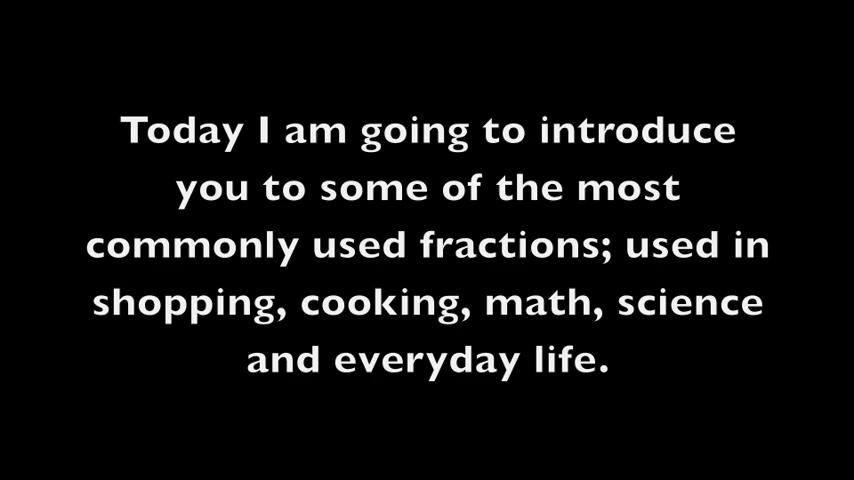 Today I am going to introduce
you to some of the most
commonly used fractions; used in
shopping, cooking, math, science
and everyday life.